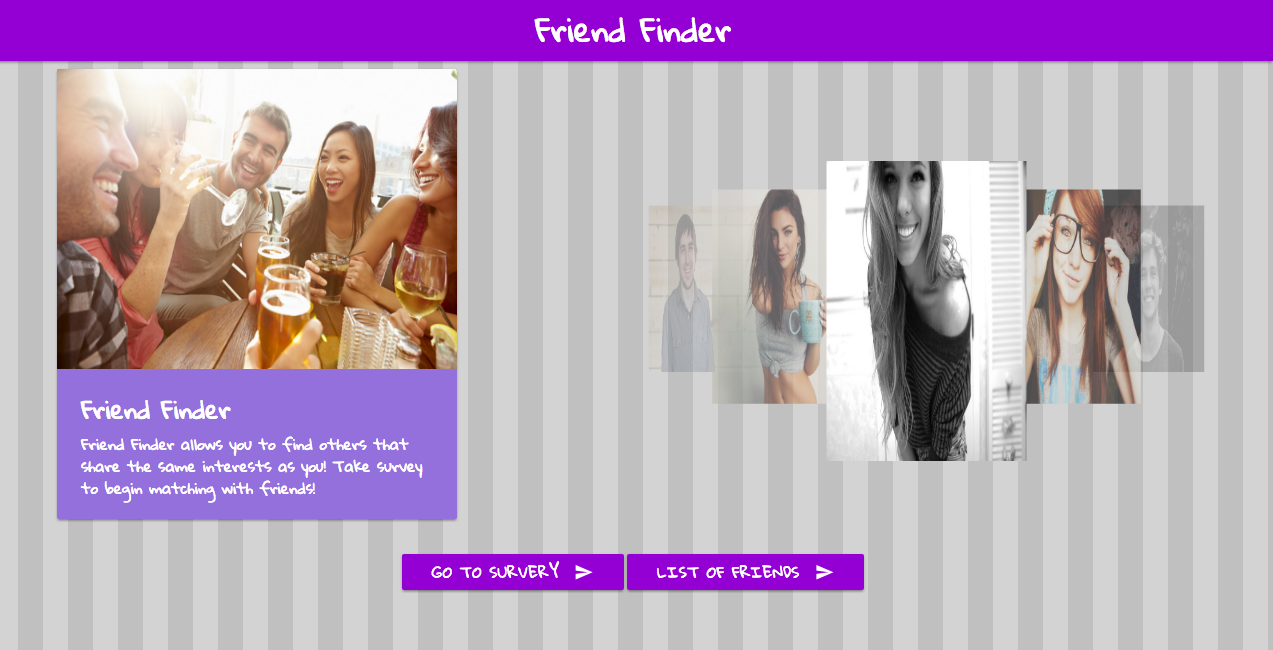 Friend Finder
Friend Finder
Friend Finder allows you to find others that
share the same interests as you! Take survey
to begin matching with friends!
GO TO SURVERY
LIST OF FRIENDS